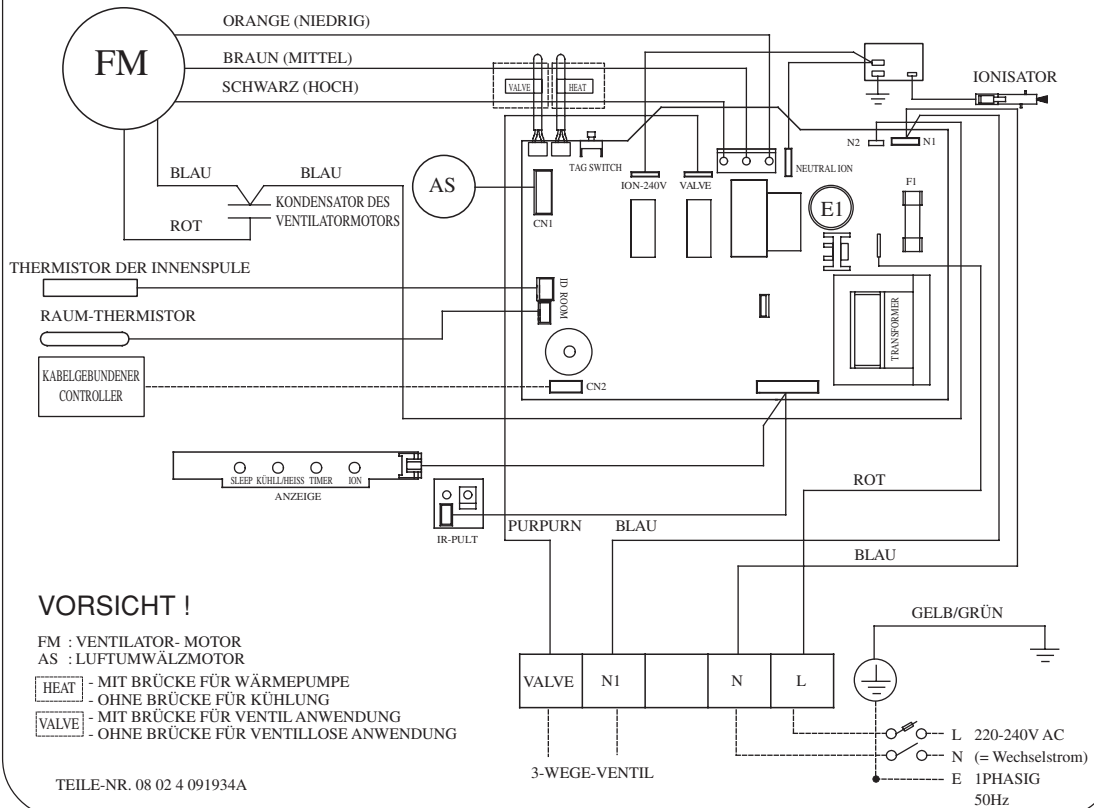 ORANGE (NIEDRIG)
FM
BRAUN (MITTEL)
SCHWARZ (HOCH)
VALVE
HEAT
IONISATOR
TAG SWITCH
N2
N1
NEUTRAL ION
BLAU
BLAU
AS
ION-240V
VALVE
F1
KONDENSATOR DES
VENTILATORMOTORS
ROT
CN1
E1
THERMISTOR DER INNENSPULE
ID ROOM
RAUM-THERMISTOR
TRANSFORMER
KABELGEBUNDENER
CONTROLLER
CN2
SLEEP KÜHLL/HEISS TIMER ION
ANZEIGE
ROT
IR-PULT
PURPURN
BLAU
BLAU
VORSICHT !
GELB/GRÜN
FM : VENTILATOR- MOTOR
AS : LUFTUMWÄLZMOTOR
HEAT - MIT BRÜCKE FÜR WÄRMEPUMPE
- OHNE BRÜCKE FÜR KÜHLUNG
VALVE - MIT BRÜCKE FÜR VENTIL ANWENDUNG
- OHNE BRÜCKE FÜR VENTILLOSE ANWENDUNG
VALVE N1 N L
L 220-240V AC
N (= Wechselstrom)
E 1PHASIG
50Hz
3-WEGE-VENTIL
TEILE-NR. 08 02 4 091934A